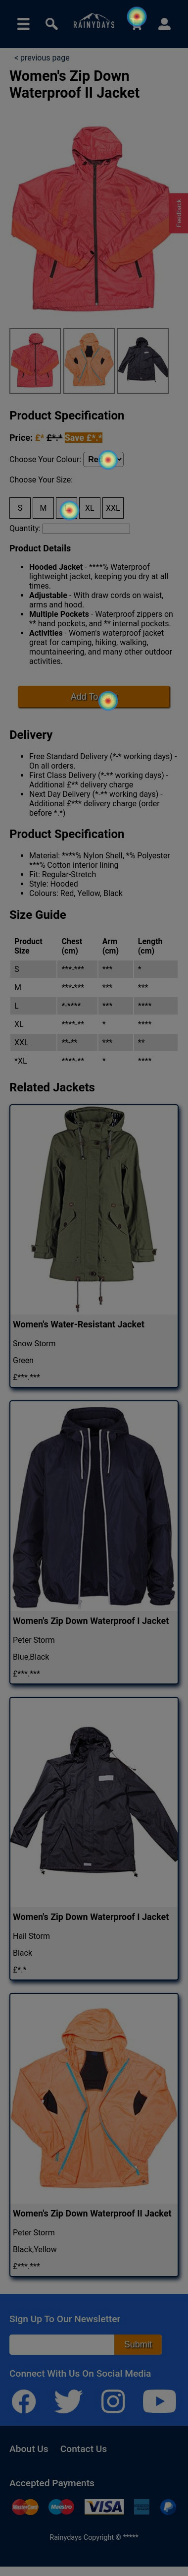 RAINYDAYS
< previous page
Women's Zip Down
Waterproof II Jacket
Feedback
Product Specification
Price: £* £*.* Save £*.*
Choose Your Colour: Re
Choose Your Size:
S M XL XXL
Quantity:
Product Details
• Hooded Jacket - ****% Waterproof
lightweight jacket, keeping you dry at all
times.
• Adjustable - With draw cords on waist,
arms and hood.
• Multiple Pockets - Waterproof zippers on
** hand pockets, and ** internal pockets.
• Activities - Women's waterproof jacket
great for camping, hiking, walking,
mountaineering, and many other outdoor
activities.
Add To
Delivery
• Free Standard Delivery (*-* working days) -
On all orders.
• First Class Delivery (*-** working days) -
Additional £** delivery charge
• Next Day Delivery (*-** working days) -
Additional £*** delivery charge (order
before *.*)
Product Specification
• Material: ****% Nylon Shell, *% Polyester
***% Cotton interior lining
• Fit: Regular-Stretch
• Style: Hooded
• Colours: Red, Yellow, Black
Size Guide
Product Size Chest (cm) Arm (cm) Length (cm)
S ***-*** *** *
M ***-*** *** ***
L *-**** *** ****
XL ****-** * ****
XXL **-** *** **
*XL ****-** * ****
Related Jackets
Women's Water-Resistant Jacket
Snow Storm
Green
£***.***
Women's Zip Down Waterproof I Jacket
Peter Storm
Blue,Black
£***.***
Women's Zip Down Waterproof I Jacket
Hail Storm
Black
£*.*
Women's Zip Down Waterproof II Jacket
Peter Storm
Black,Yellow
£***.***
Sign Up To Our Newsletter
Submit
Connect With Us On Social Media
About Us Contact Us
Accepted Payments
MasterCard Maestro VISA
Rainydays Copyright © *****